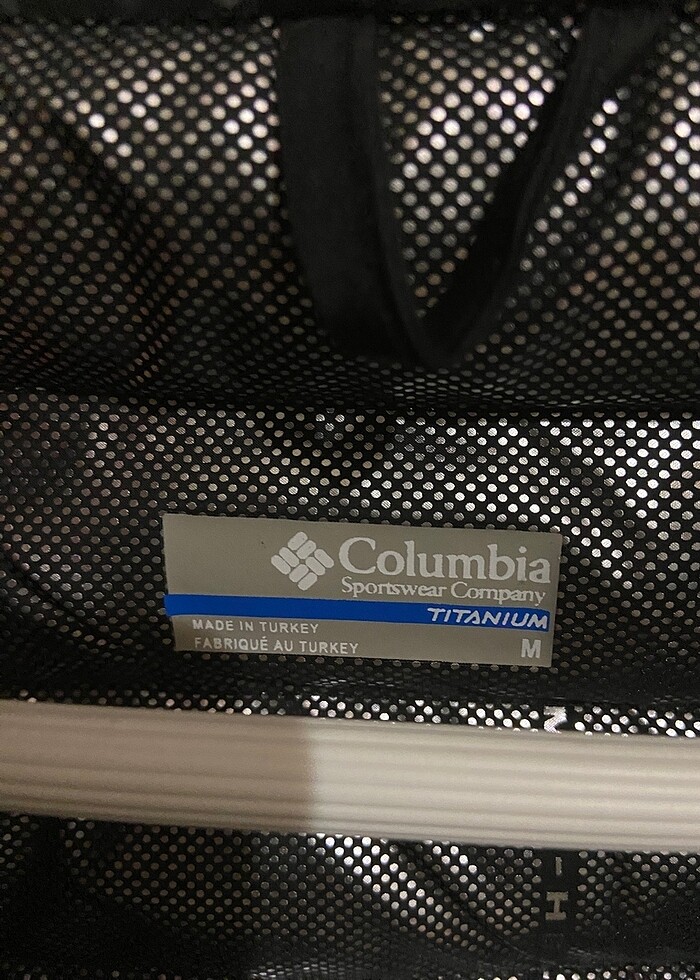 Columbia
Sportswear Company
TITANIUM
MADE IN TURKEY
FABRIQUÉ AU TURKEY
M